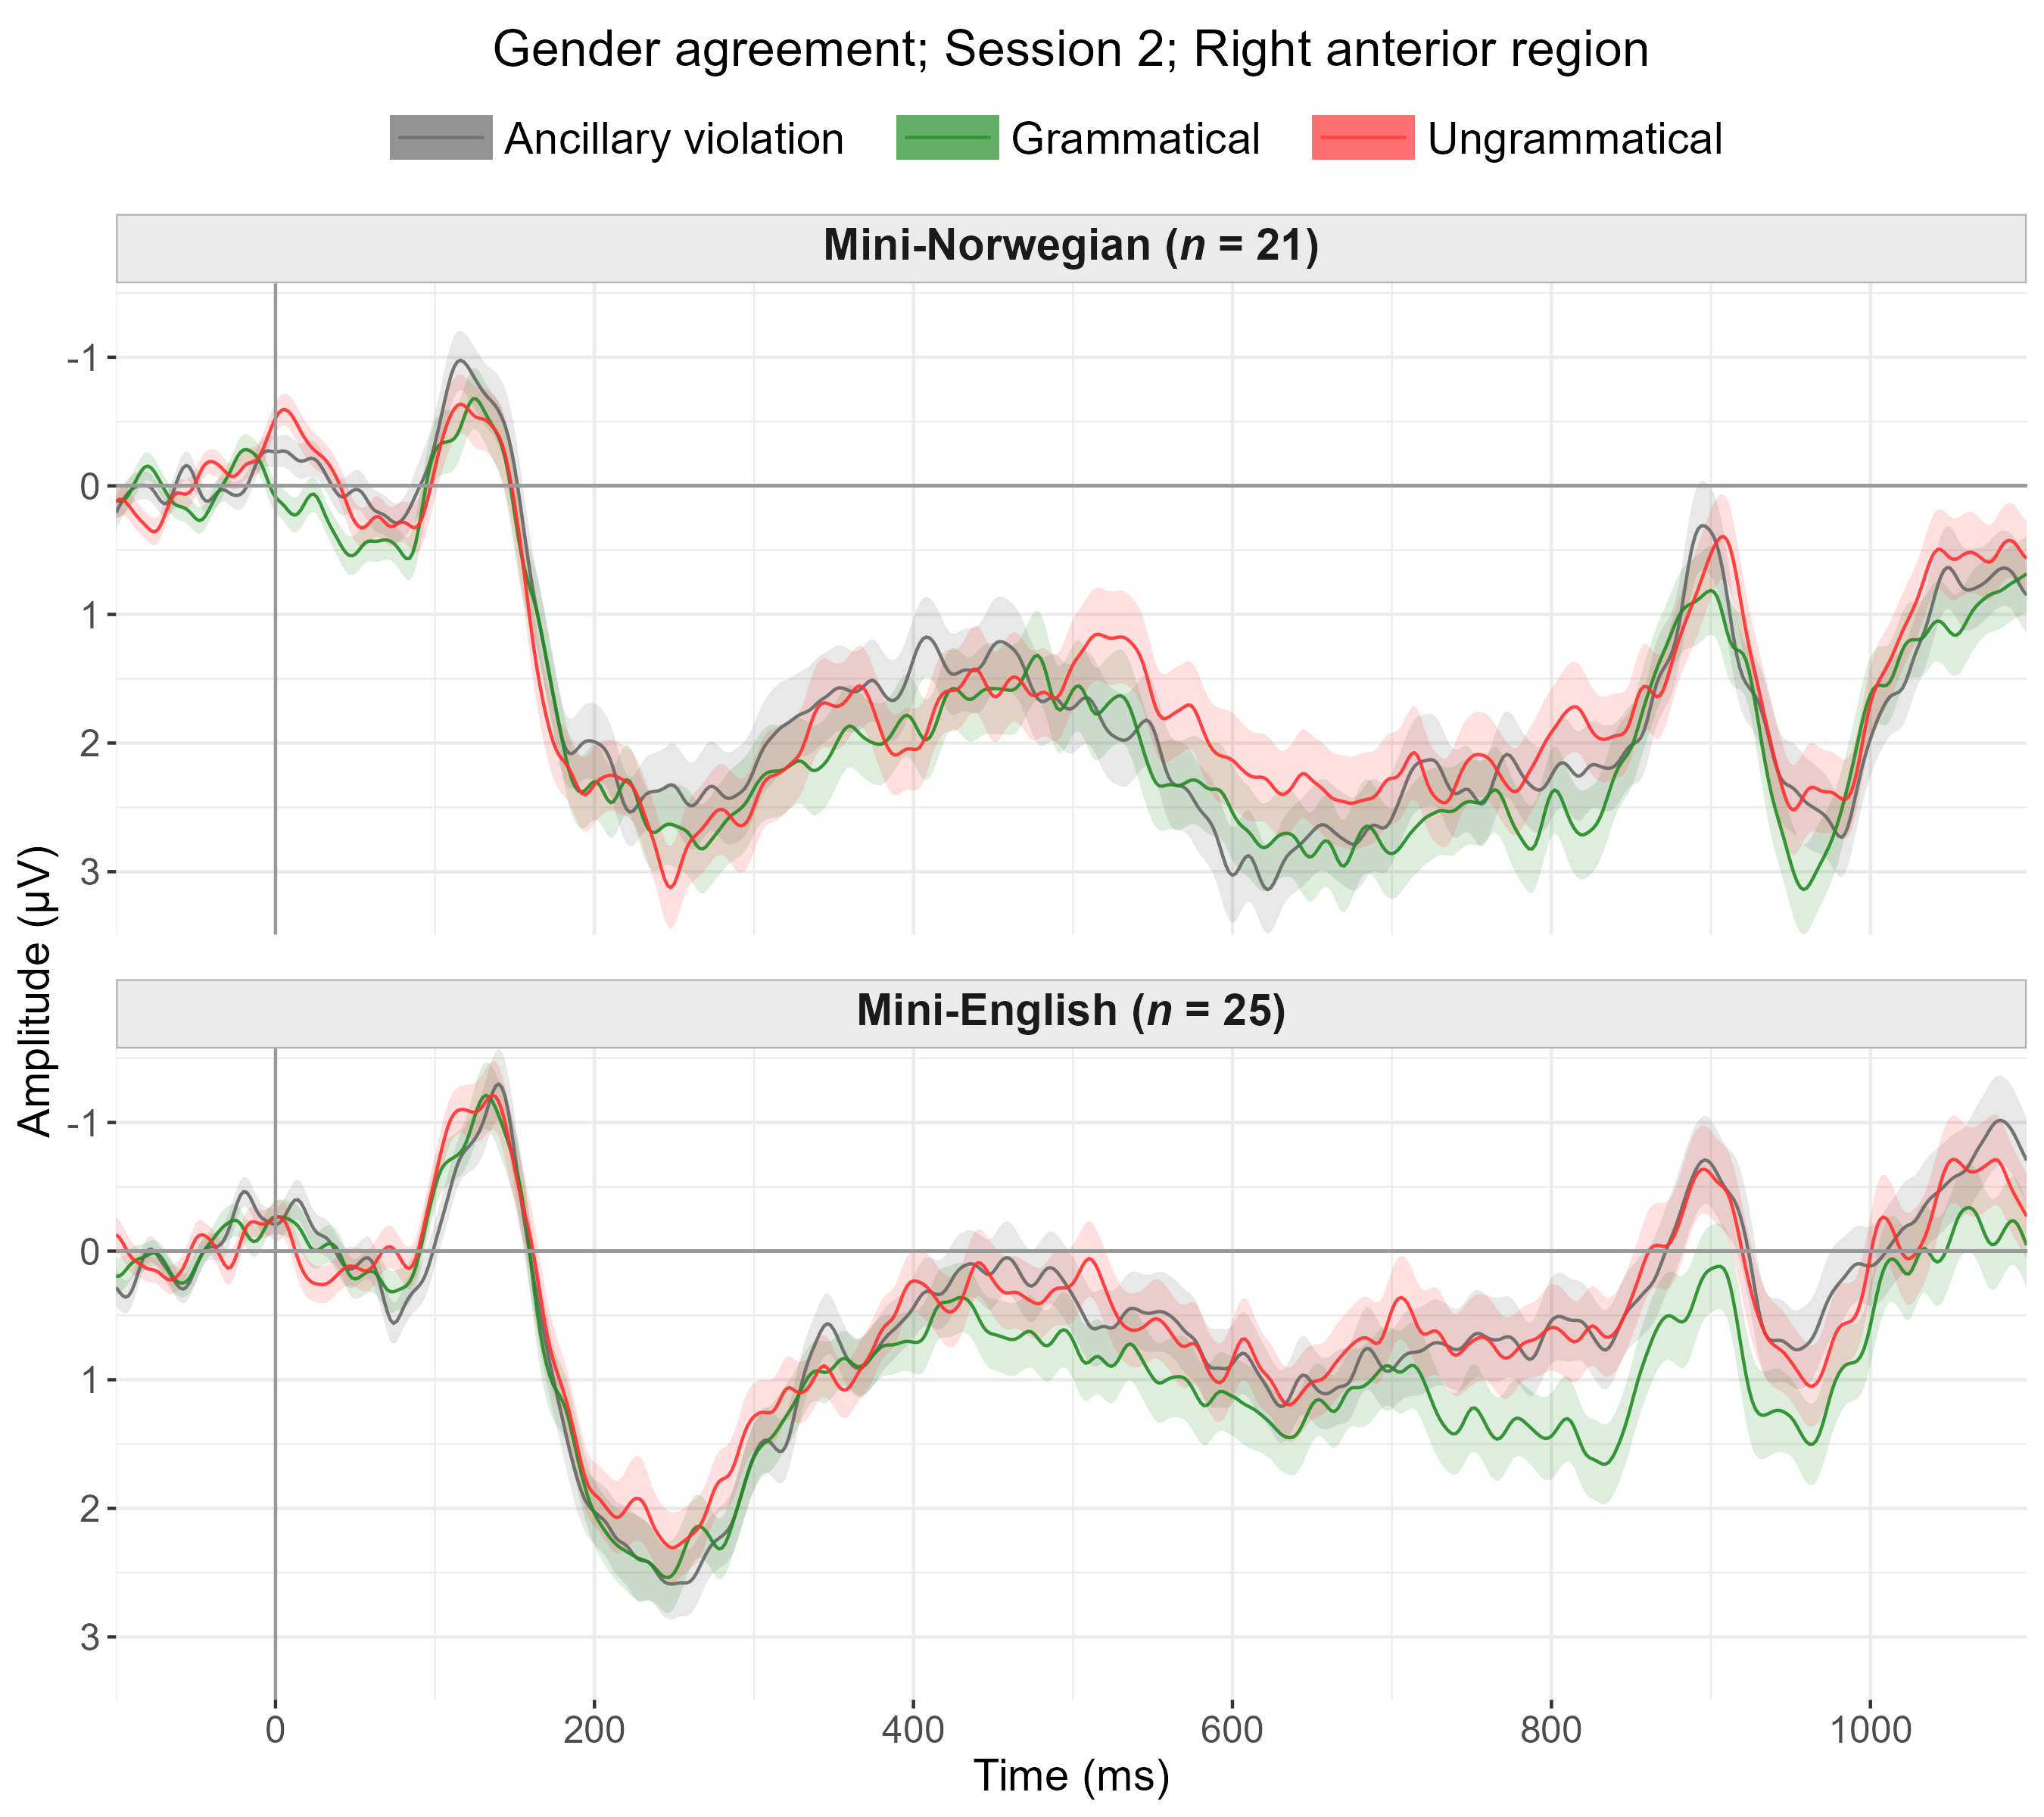 Gender agreement; Session 2; Right anterior region
Ancillary violation Grammatical Ungrammatical
Mini-Norwegian (n = 21)
-1
0
1
2
3
Mini-English (n = 25)
-1
0
1
2
3
Amplitude (µV)
0 200 400 600 800 1000
Time (ms)